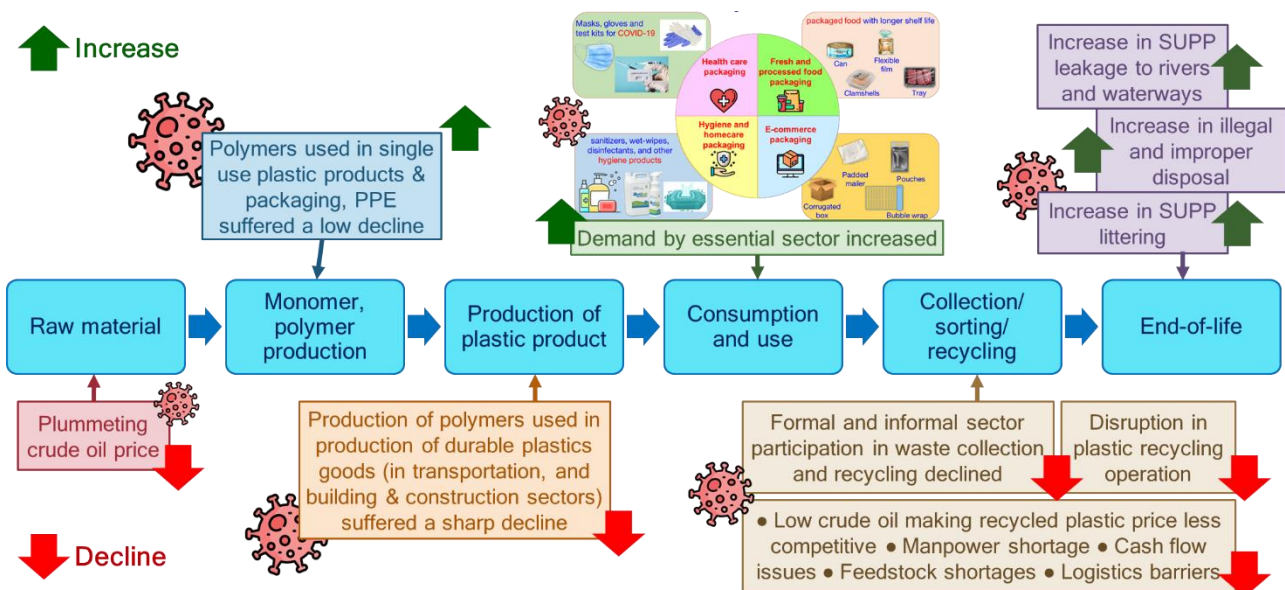 Increase
Masks, gloves and
test kits for COVID-19
packaged food with longer shelf life
Can
Flexible
film
Clamshells
Tray
Health care
packaging
Fresh and
processed food
packaging
Hygiene and
homecare
packaging
E-commerce
packaging
sanitizers, wet-wipes,
disinfectants, and other
hygiene products
Padded
mailer
Pouches
Corrugated
box
Bubble wrap
Polymers used in single
use plastic products &
packaging, PPE
suffered a low decline
Demand by essential sector increased
Increase in SUPP
leakage to rivers
and waterways
Increase in illegal
and improper
disposal
Increase in SUPP
littering
Raw material
Monomer,
polymer
production
Production of
plastic product
Consumption
and use
Collection/
sorting/
recycling
End-of-life
Plummeting
crude oil price
Production of polymers used in
production of durable plastics
goods (in transportation, and
building & construction sectors)
suffered a sharp decline
Formal and informal sector
participation in waste collection
and recycling declined
Disruption in
plastic recycling
operation
● Low crude oil making recycled plastic price less
competitive ● Manpower shortage ● Cash flow
issues ● Feedstock shortages ● Logistics barriers
Decline